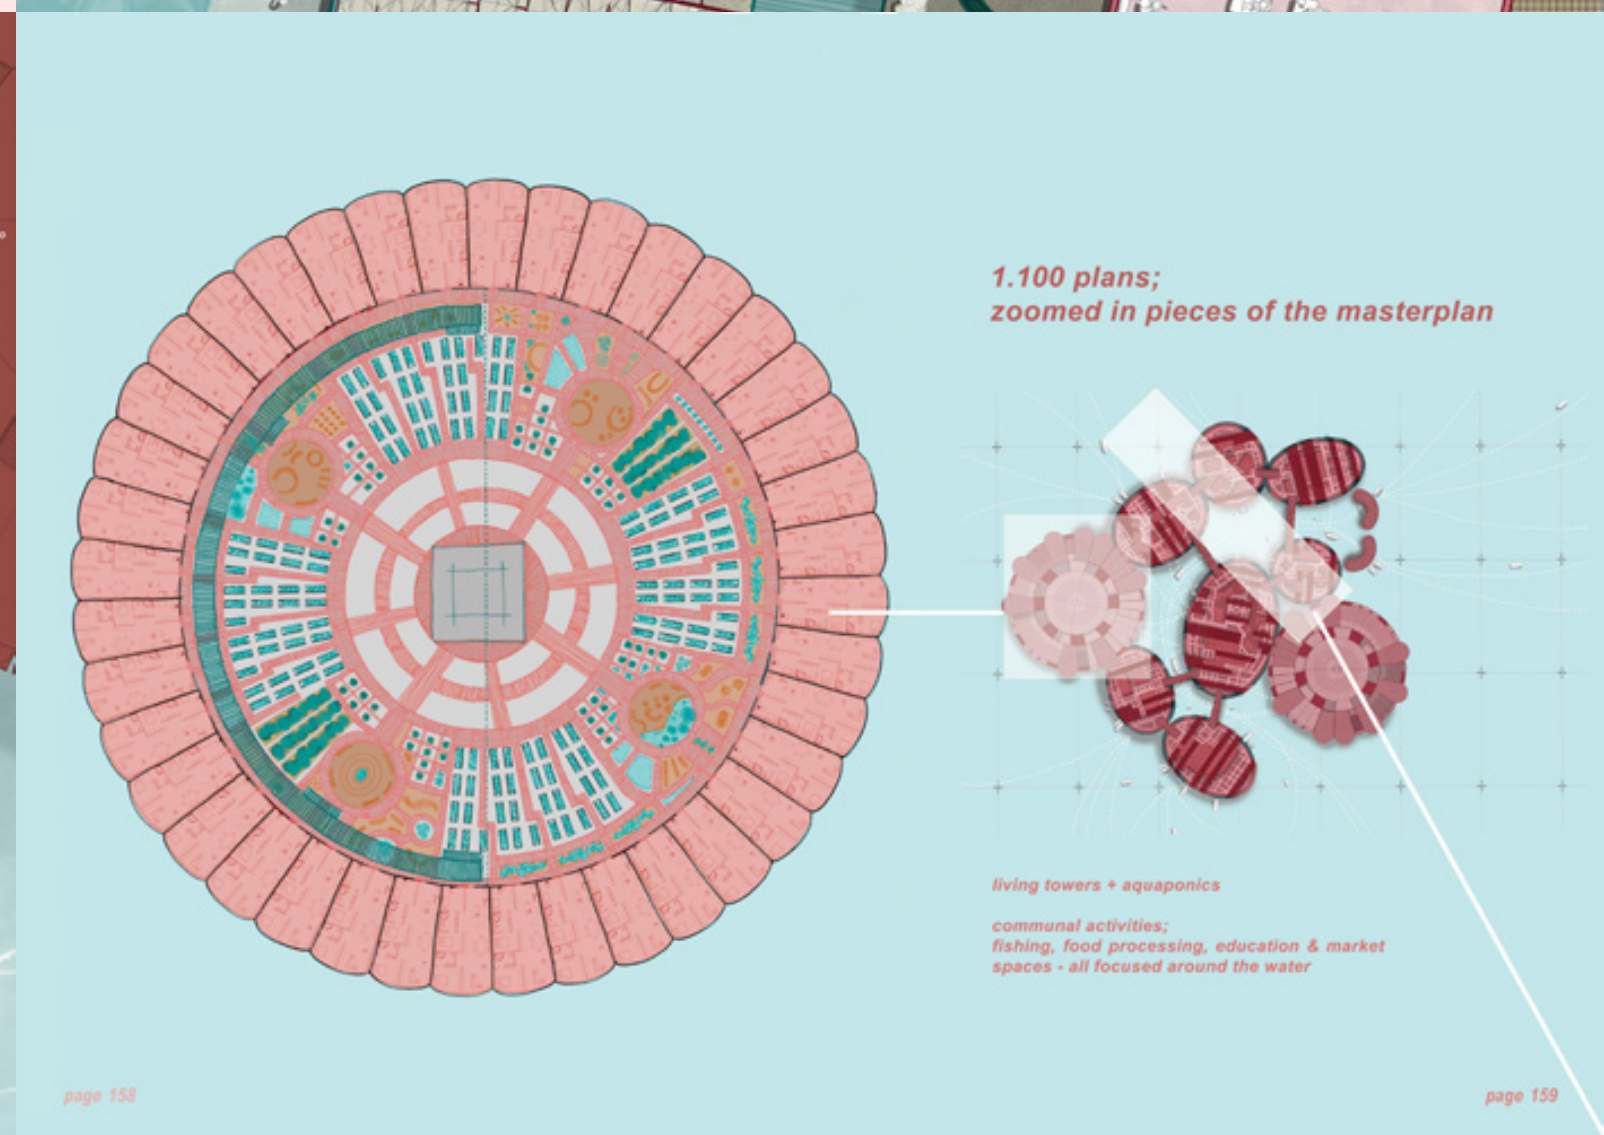 1.100 plans;
zoomed in pieces of the masterplan
living towers + aquaponics
communal activities;
fishing, food processing, education & market
spaces - all focused around the water
page 158
page 159